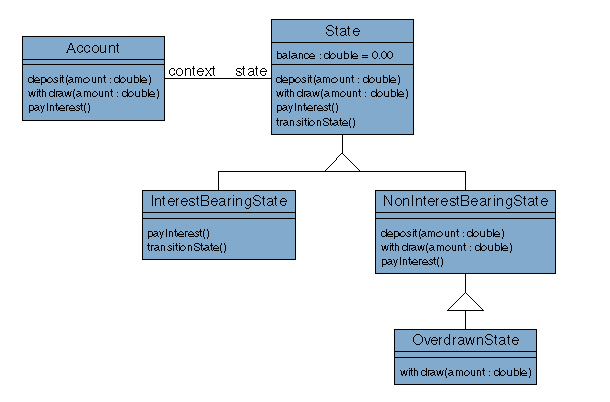 Account
deposit(amount : double)
withdraw(amount : double)
payInterest()
context
state
State
balance : double = 0.00
deposit(amount : double)
withdraw(amount : double)
payInterest()
transitionState()
InterestBearingState
payInterest()
transitionState()
NonInterestBearingState
deposit(amount : double)
withdraw(amount : double)
payInterest()
OverdrawnState
withdraw(amount : double)